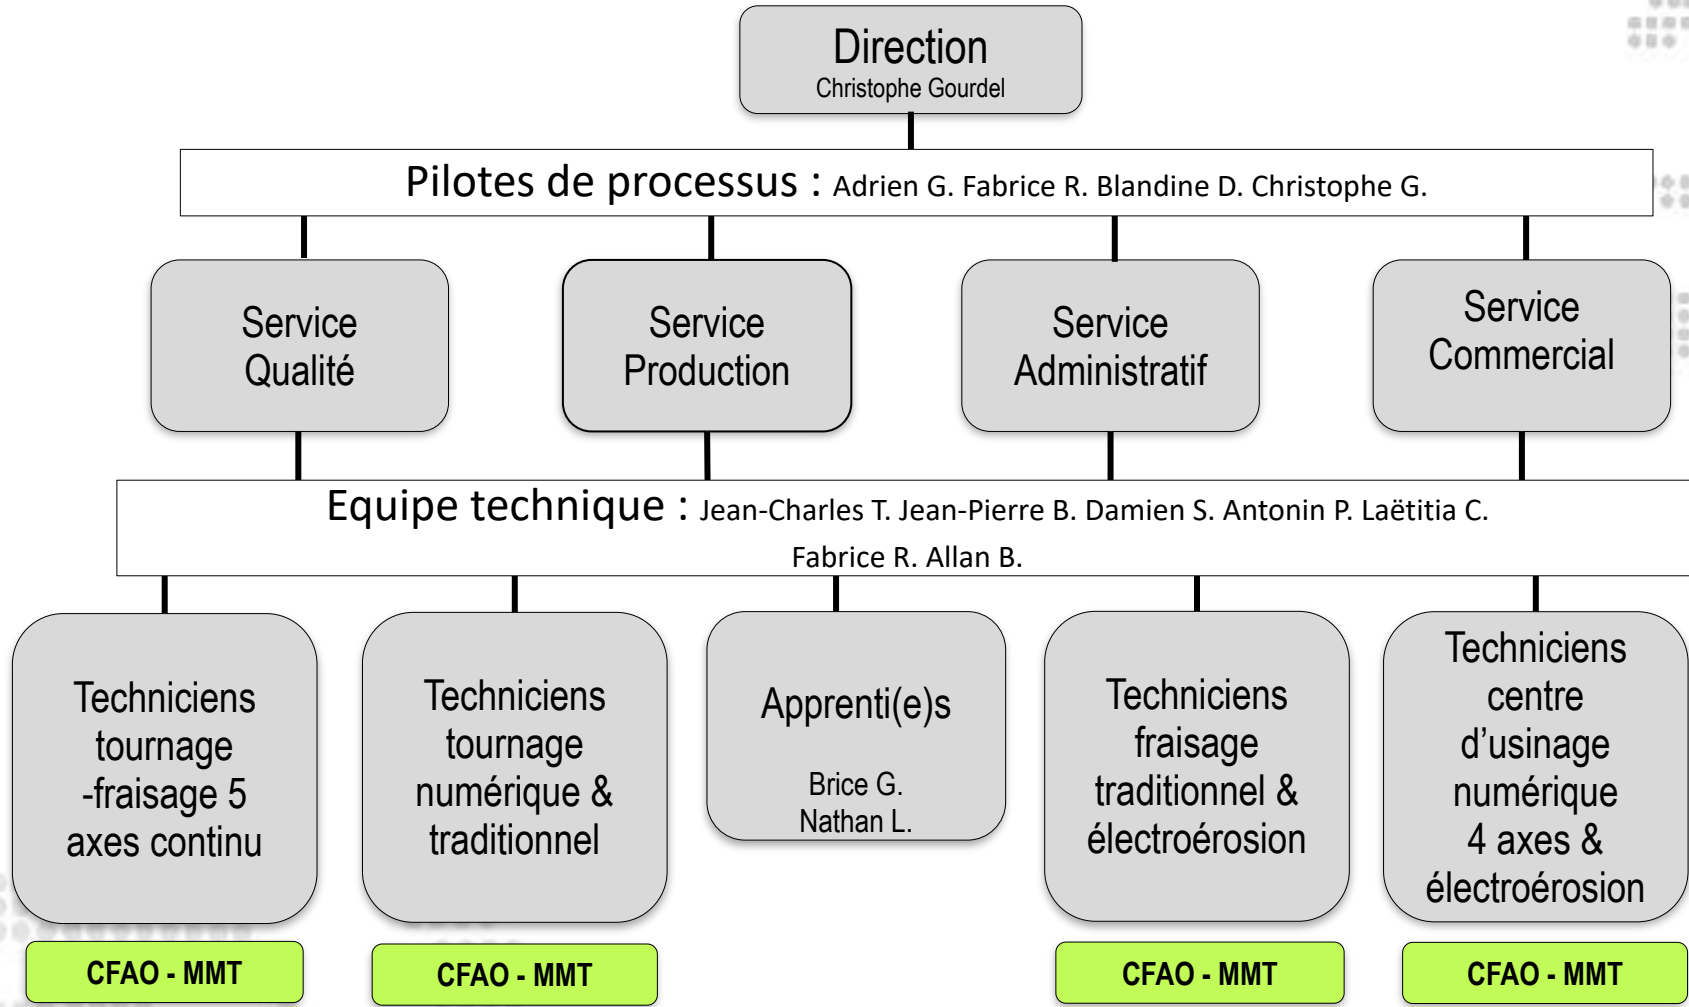 Direction
Christophe Gourdel
Pilotes de processus : Adrien G. Fabrice R. Blandine D. Christophe G.
Service
Qualité
Service
Production
Service
Administratif
Service
Commercial
Equipe technique : Jean-Charles T. Jean-Pierre B. Damien S. Antonin P. Laëtitia C.
Fabrice R. Allan B.
Techniciens
tournage
-fraisage 5
axes continu
Techniciens
tournage
numérique &
traditionnel
Apprenti(e)s
Brice G.
Nathan L.
Techniciens
fraisage
traditionnel &
électroérosion
Techniciens
centre
d’usinage
numérique
4 axes &
électroérosion
CFAO - MMT
CFAO - MMT
CFAO - MMT
CFAO - MMT